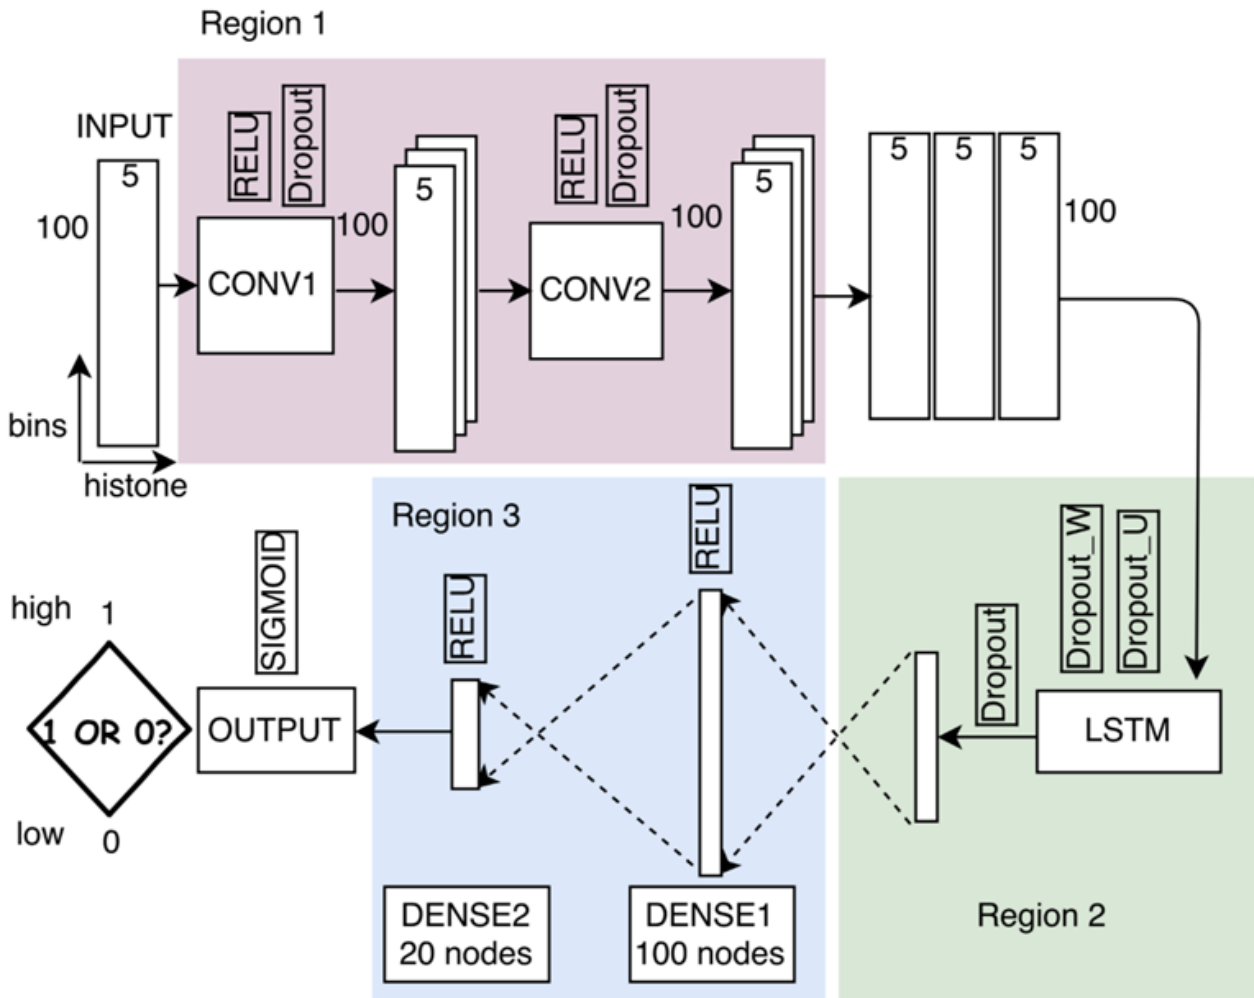 Region 1
INPUT
RELU
Dropout
RELU
Dropout
5
100
CONV1
100
5
CONV2
100
5
5
5
5
100
bins
histone
Region 3
RELU
RELU
SIGMOID
Dropout_W
Dropout_U
Dropout
high
1
1 OR 0?
OUTPUT
LSTM
low
0
DENSE2
20 nodes
DENSE1
100 nodes
Region 2